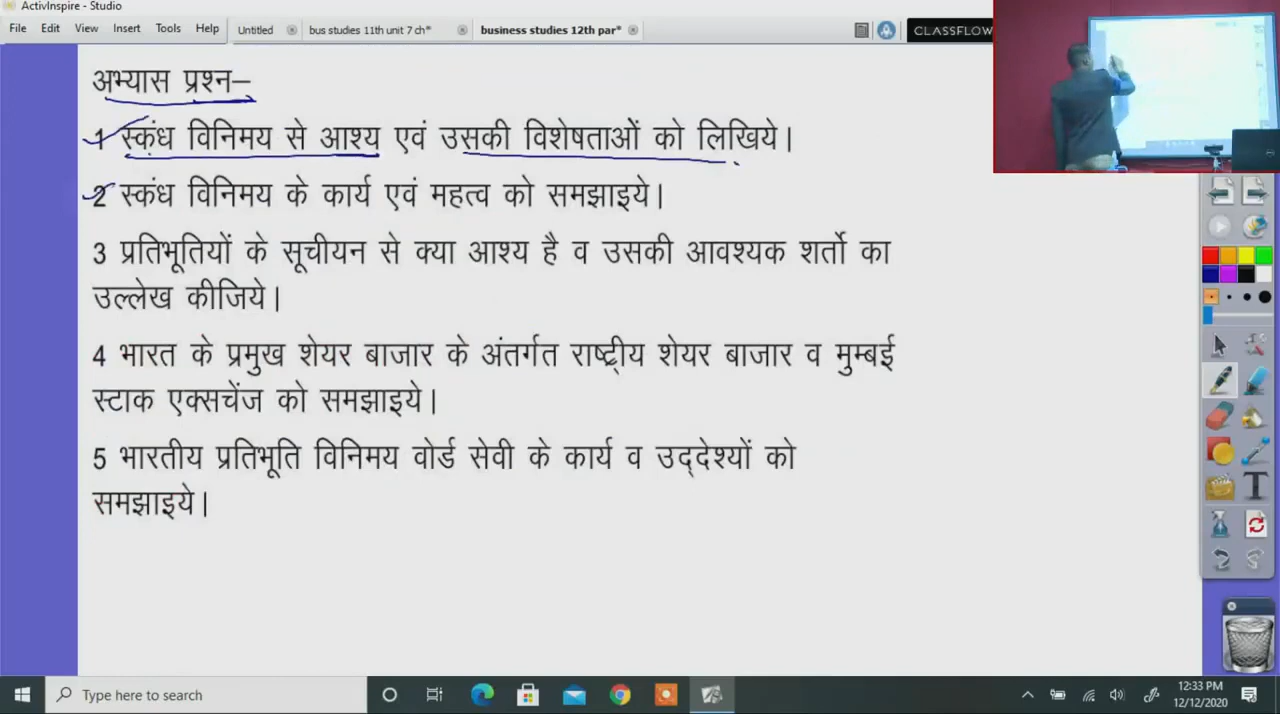 ActivInspire - Studio
File Edit View Insert Tools Help Untitled bus studies 11th unit 7 ch* business studies 12th par* CLASSFLOW
अभ्यास प्रश्न–
1 स्कंध विनिमय से आश्य एवं उसकी विशेषताओं को लिखिये।
2 स्कंध विनिमय के कार्य एवं महत्व को समझाइये।
3 प्रतिभूतियों के सूचीयन से क्या आश्य है व उसकी आवश्यक शर्तो का
उल्लेख कीजिये।
4 भारत के प्रमुख शेयर बाजार के अंतर्गत राष्ट्रीय शेयर बाजार व मुम्बई
स्टाक एक्सचेंज को समझाइये।
5 भारतीय प्रतिभूति विनिमय वोर्ड सेवी के कार्य व उद्देश्यों को
समझाइये।
Type here to search
12:33 PM
12/12/2020